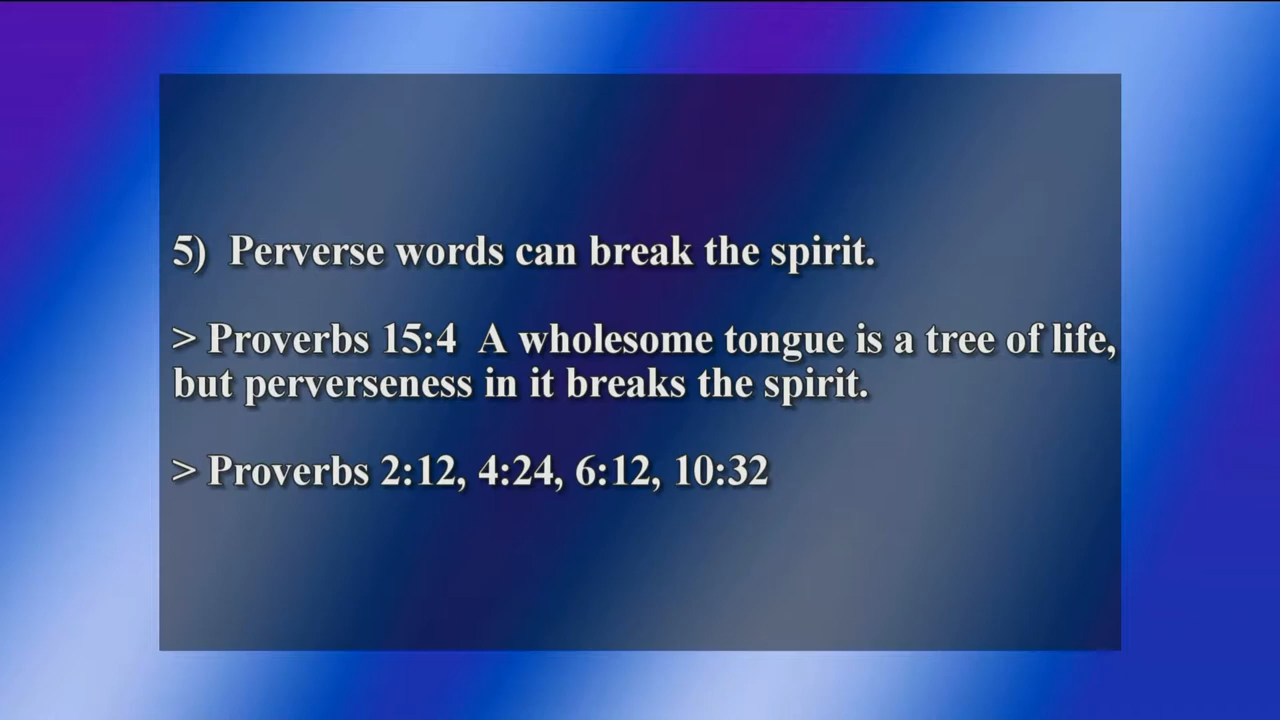 5)  Perverse words can break the spirit.
> Proverbs 15:4  A wholesome tongue is a tree of life,
but perverseness in it breaks the spirit.
> Proverbs 2:12, 4:24, 6:12, 10:32